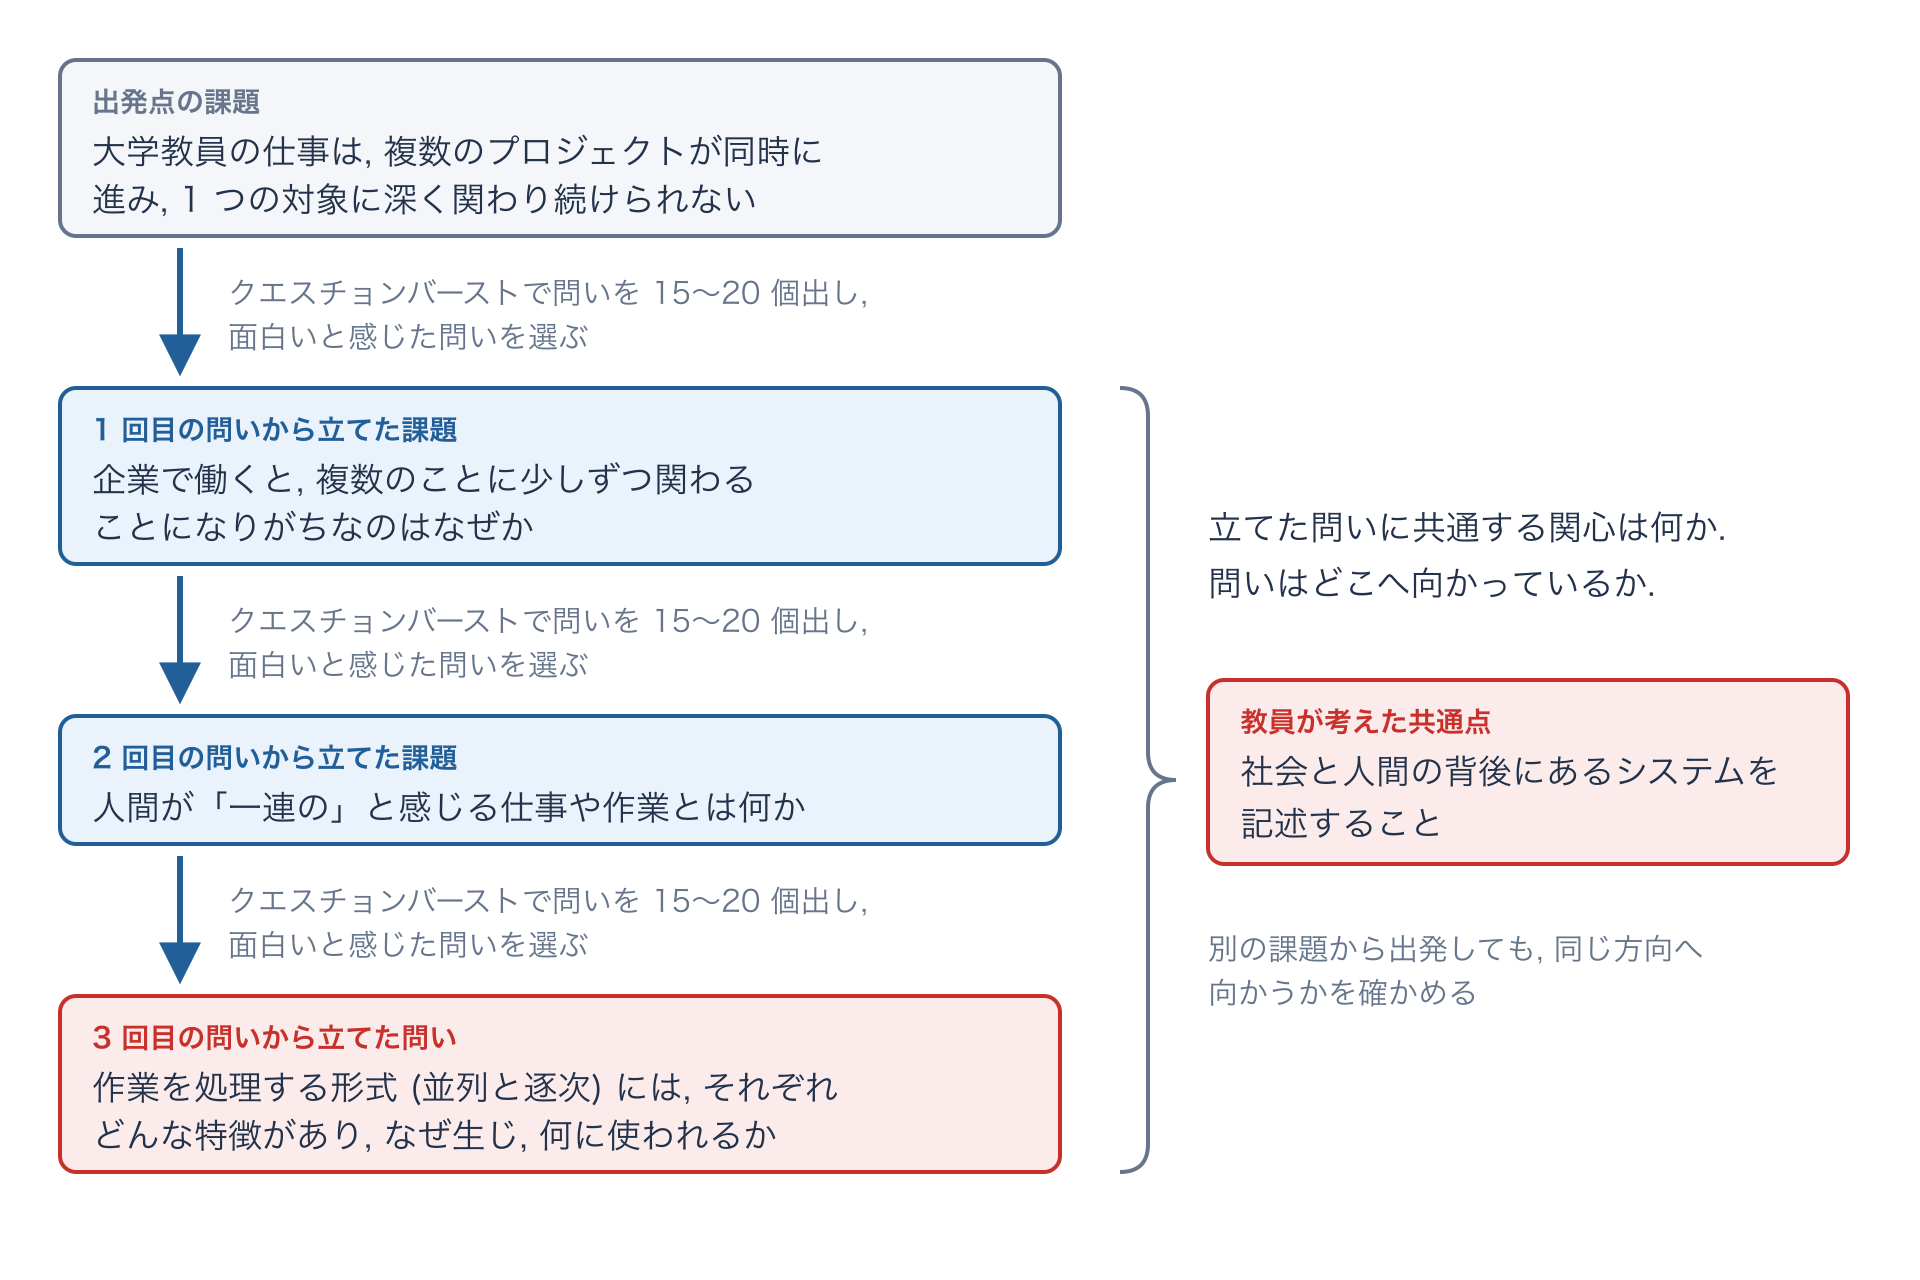 出発点の課題
大学教員の仕事は, 複数のプロジェクトが同時に
進み, 1 つの対象に深く関わり続けられない
クエスチョンバーストで問いを 15〜20 個出し,
面白いと感じた問いを選ぶ
1 回目の問いから立てた課題
企業で働くと, 複数のことに少しずつ関わる
ことになりがちなのはなぜか
クエスチョンバーストで問いを 15〜20 個出し,
面白いと感じた問いを選ぶ
2 回目の問いから立てた課題
人間が「一連の」と感じる仕事や作業とは何か
クエスチョンバーストで問いを 15〜20 個出し,
面白いと感じた問いを選ぶ
3 回目の問いから立てた問い
作業を処理する形式 (並列と逐次) には, それぞれ
どんな特徴があり, なぜ生じ, 何に使われるか
立てた問いに共通する関心は何か.
問いはどこへ向かっているか.
教員が考えた共通点
社会と人間の背後にあるシステムを
記述すること
別の課題から出発しても, 同じ方向へ
向かうかを確かめる